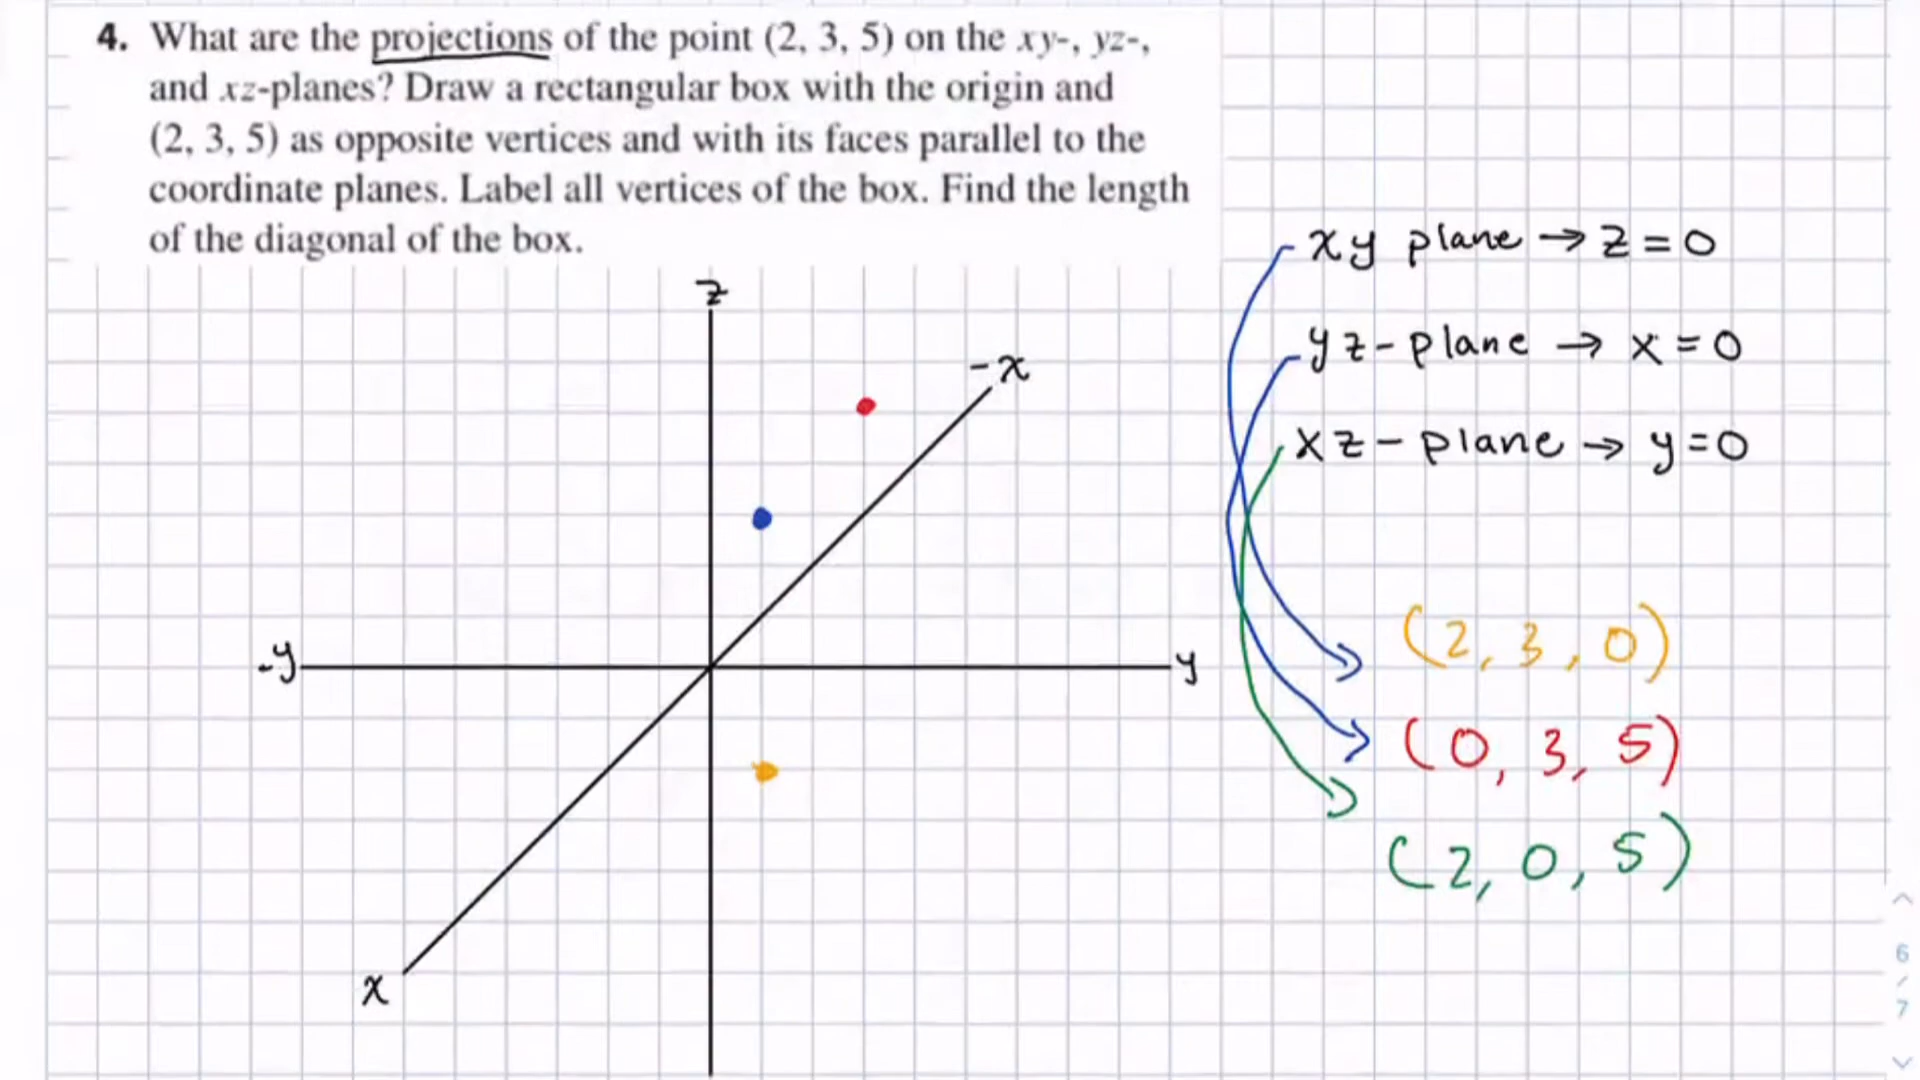 4. What are the projections of the point (2, 3, 5) on the xy-, yz-,
and xz-planes? Draw a rectangular box with the origin and
(2, 3, 5) as opposite vertices and with its faces parallel to the
coordinate planes. Label all vertices of the box. Find the length
of the diagonal of the box.
xy plane → z = 0
yz-plane → x = 0
xz-plane → y=0
z
-x
-y
y
x
(2, 3, 0)
(0, 3, 5)
(2, 0, 5)
6
/
7